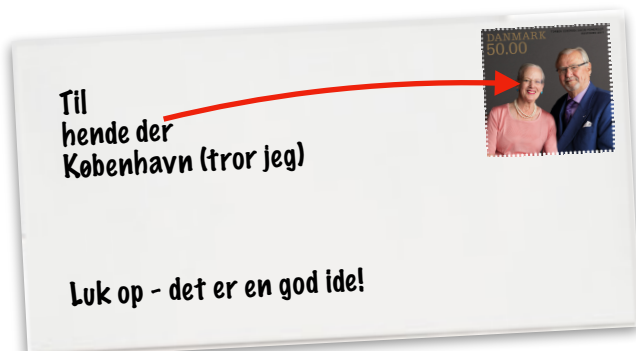 Til
hende der
København (tror jeg)
DANMARK
50.00
Luk op - det er en god ide!